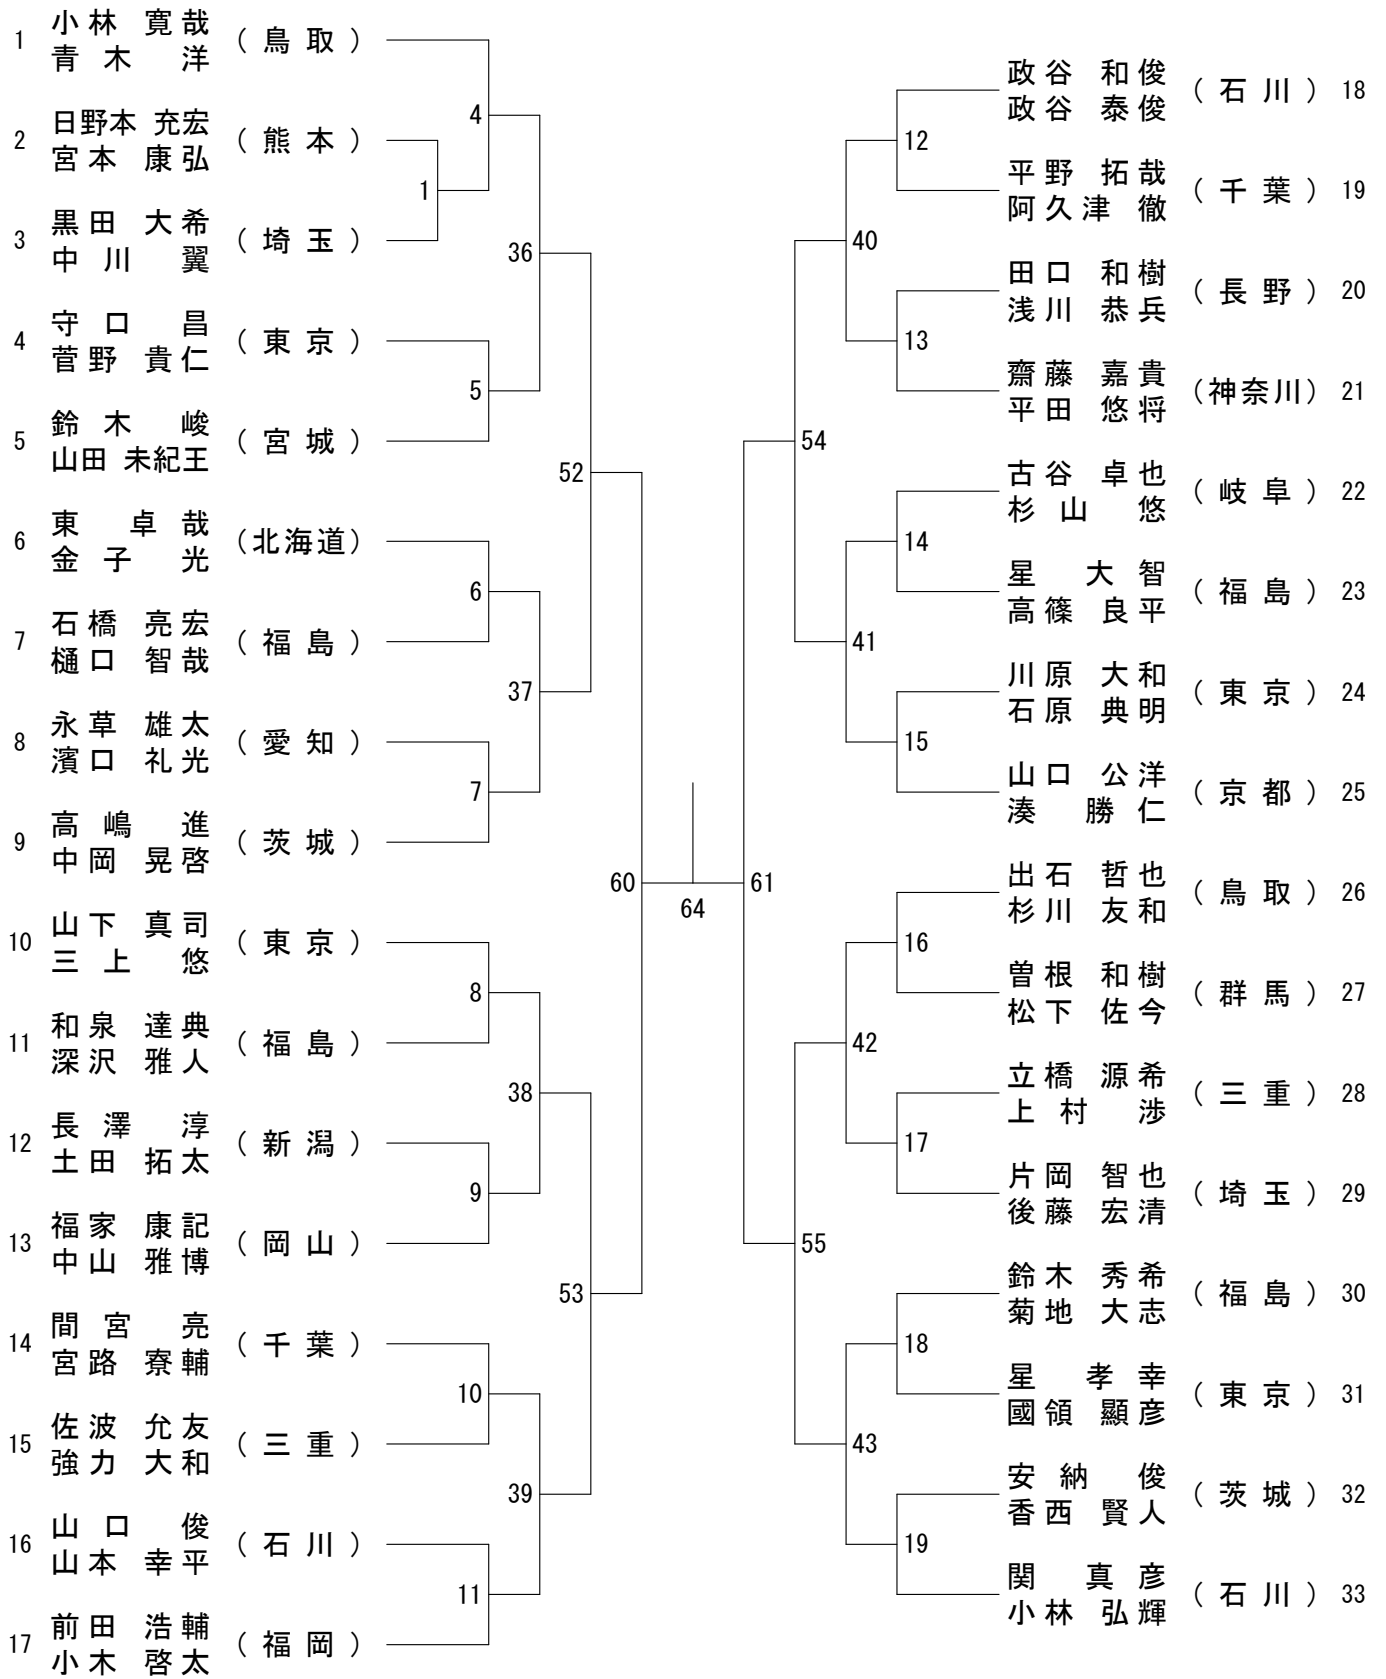 1 小林 寛哉 (鳥取)
青木 洋
2 日野本 充宏 (熊本)
宮本 康弘
3 黒田 大希 (埼玉)
中川 翼
4 守口 昌 (東京)
菅野 貴仁
5 鈴木 峻 (宮城)
山田 未紀王
6 東 卓哉 (北海道)
金子 光
7 石橋 亮宏 (福島)
樋口 智哉
8 永草 雄太 (愛知)
濱口 礼光
9 高嶋 進 (茨城)
中岡 晃啓
10 山下 真司 (東京)
三上 悠
11 和泉 達典 (福島)
深沢 雅人
12 長澤 淳 (新潟)
土田 拓太
13 福家 康記 (岡山)
中山 雅博
14 間宮 亮 (千葉)
宮路 寮輔
15 佐波 允友 (三重)
強力 大和
16 山口 俊 (石川)
山本 幸平
17 前田 浩輔 (福岡)
小木 啓太
1
4
5
6
7
8
9
10
11
36
37
38
39
52
53
60
64
61
54
55
40
41
42
43
12
13
14
15
16
17
18
19
政谷 和俊 (石川) 18
政谷 泰俊
平野 拓哉 (千葉) 19
阿久津 徹
田口 和樹 (長野) 20
浅川 恭兵
齋藤 嘉貴 (神奈川) 21
平田 悠将
古谷 卓也 (岐阜) 22
杉山 悠
星 大智 (福島) 23
高篠 良平
川原 大和 (東京) 24
石原 典明
山口 公洋 (京都) 25
湊 勝仁
出石 哲也 (鳥取) 26
杉川 友和
曽根 和樹 (群馬) 27
松下 佐今
立橋 源希 (三重) 28
上村 渉
片岡 智也 (埼玉) 29
後藤 宏清
鈴木 秀希 (福島) 30
菊地 大志
星 孝幸 (東京) 31
國領 顯彦
安納 俊 (茨城) 32
香西 賢人
関 真彦 (石川) 33
小林 弘輝